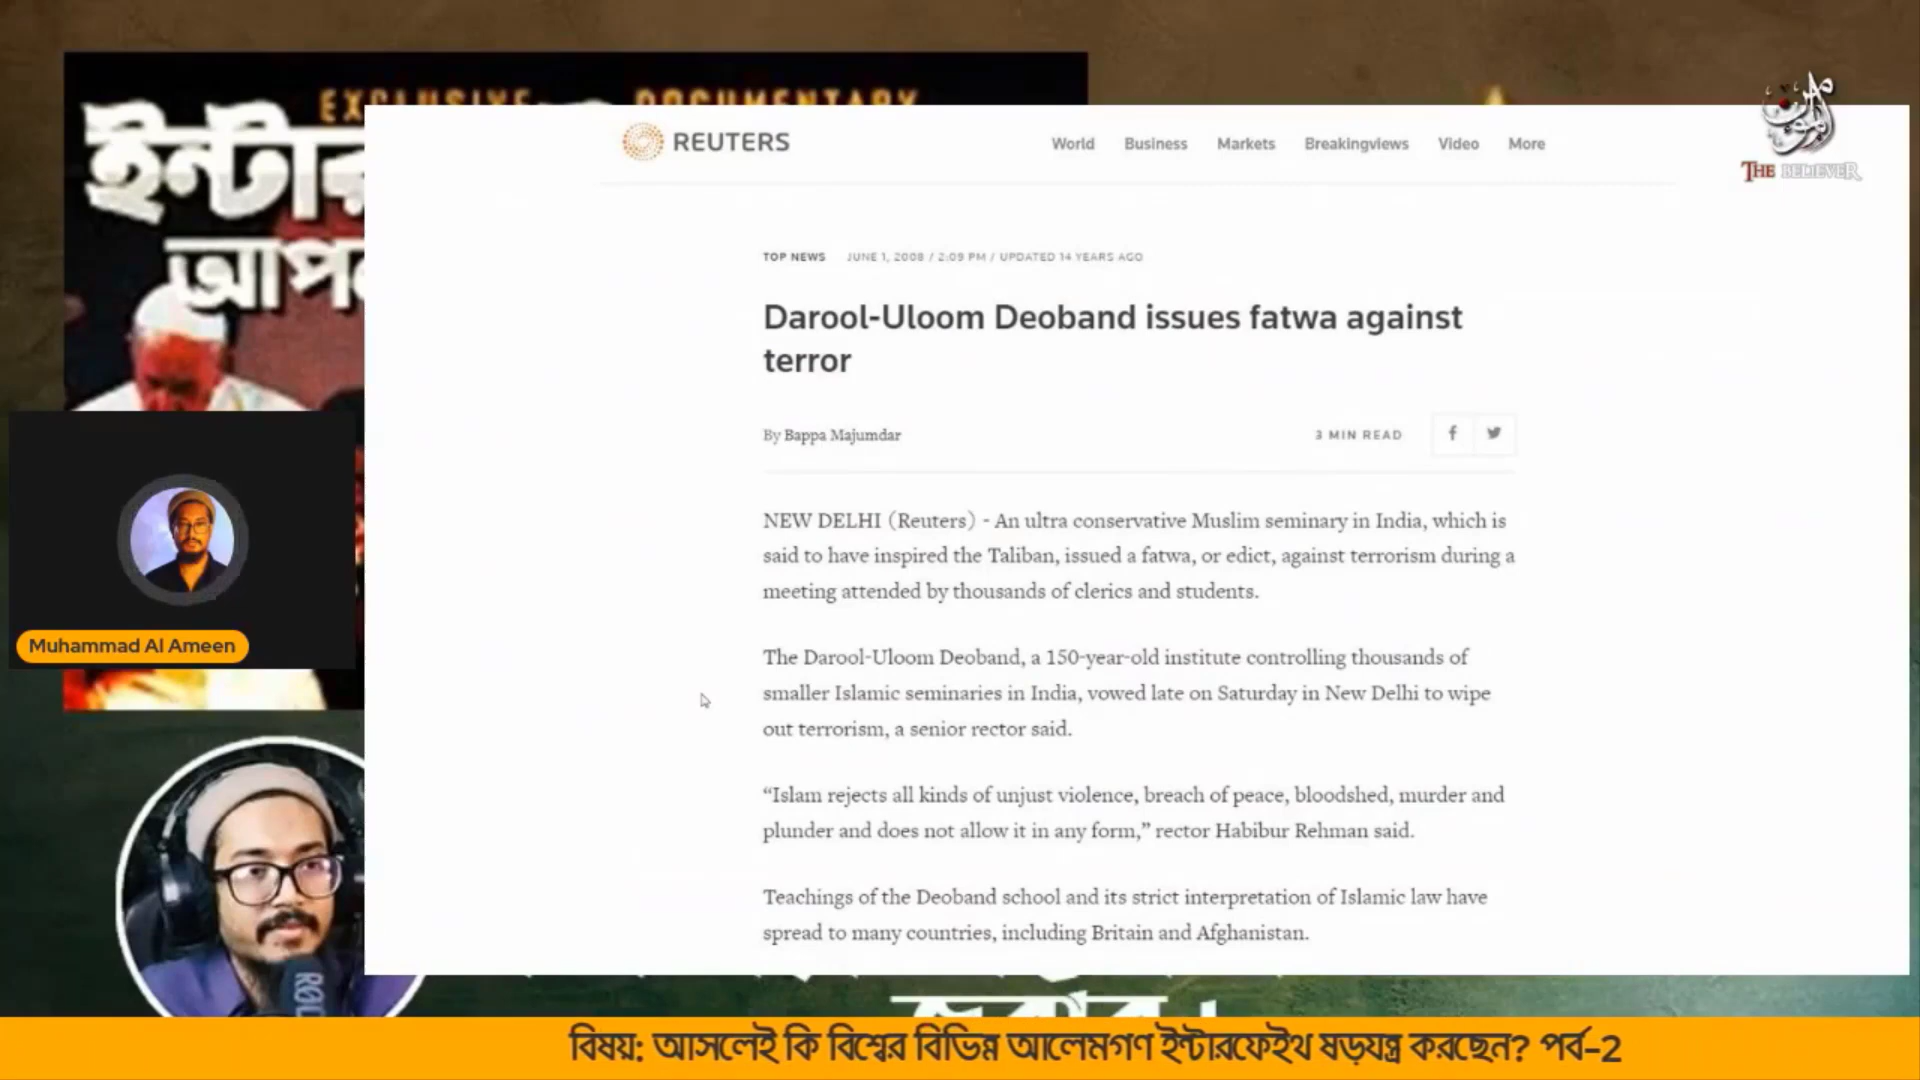 EXCLUSIVE DOCUMENTARY
ইন্টার
আপন
REUTERS
World Business Markets Breakingviews Video More
المؤمن
THE BELIEVER
TOP NEWS JUNE 1, 2008 / 2:09 PM / UPDATED 14 YEARS AGO
Darool-Uloom Deoband issues fatwa against
terror
By Bappa Majumdar
3 MIN READ
NEW DELHI (Reuters) - An ultra conservative Muslim seminary in India, which is
said to have inspired the Taliban, issued a fatwa, or edict, against terrorism during a
meeting attended by thousands of clerics and students.
The Darool-Uloom Deoband, a 150-year-old institute controlling thousands of
smaller Islamic seminaries in India, vowed late on Saturday in New Delhi to wipe
out terrorism, a senior rector said.
“Islam rejects all kinds of unjust violence, breach of peace, bloodshed, murder and
plunder and does not allow it in any form,” rector Habibur Rehman said.
Teachings of the Deoband school and its strict interpretation of Islamic law have
spread to many countries, including Britain and Afghanistan.
Muhammad Al Ameen
বিষয়: আসলেই কি বিশ্বের বিভিন্ন আলেমগণ ইন্টারফেইথ ষড়যন্ত্র করছেন? পর্ব-2